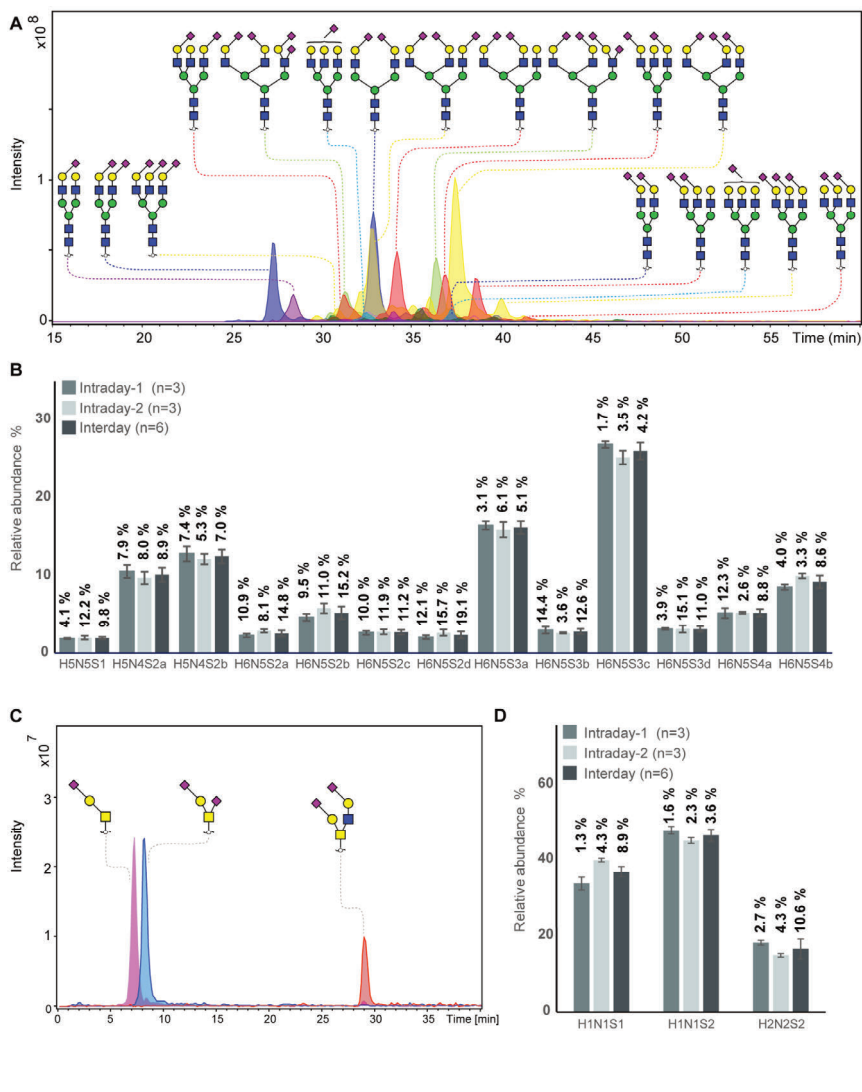 A
x10
8
Intensity
1
0
15
20
25
30
35
40
45
50
55
Time (min)
B
Intraday-1 (n=3)
Intraday-2 (n=3)
Interday (n=6)
Relative abundance %
30
20
10
0
4.1 %
12.2 %
9.8 %
7.9 %
8.0 %
8.9 %
7.4 %
5.3 %
7.0 %
10.9 %
8.1 %
14.8 %
9.5 %
11.0 %
15.2 %
10.0 %
11.9 %
11.2 %
12.1 %
15.7 %
19.1 %
3.1 %
6.1 %
5.1 %
14.4 %
3.6 %
12.6 %
1.7 %
3.5 %
4.2 %
3.9 %
15.1 %
11.0 %
12.3 %
2.6 %
8.8 %
4.0 %
3.3 %
8.6 %
H5N5S1
H5N4S2a
H5N4S2b
H6N5S2a
H6N5S2b
H6N5S2c
H6N5S2d
H6N5S3a
H6N5S3b
H6N5S3c
H6N5S3d
H6N5S4a
H6N5S4b
C
x10
7
Intensity
3
2
1
0
0
5
10
15
20
25
30
35
Time [min]
D
Intraday-1 (n=3)
Intraday-2 (n=3)
Interday (n=6)
Relative abundance %
60
40
20
0
1.3 %
4.3 %
8.9 %
1.6 %
2.3 %
3.6 %
2.7 %
4.3 %
10.6 %
H1N1S1
H1N1S2
H2N2S2